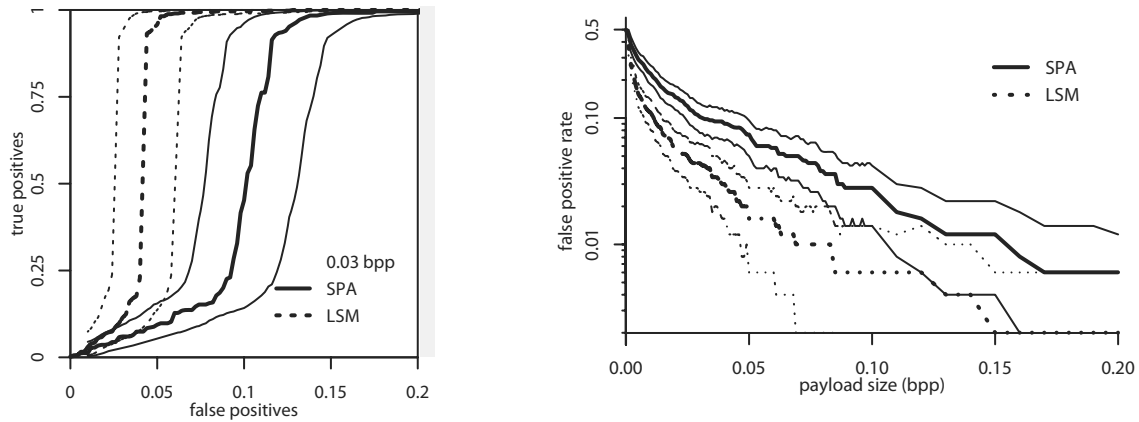 1
0.75
0.5
0.25
0
true positives
0.03 bpp
SPA
LSM
0 0.05 0.1 0.15 0.2
false positives
0.5
0.10
0.01
false positive rate
SPA
LSM
0.00 0.05 0.10 0.15 0.20
payload size (bpp)